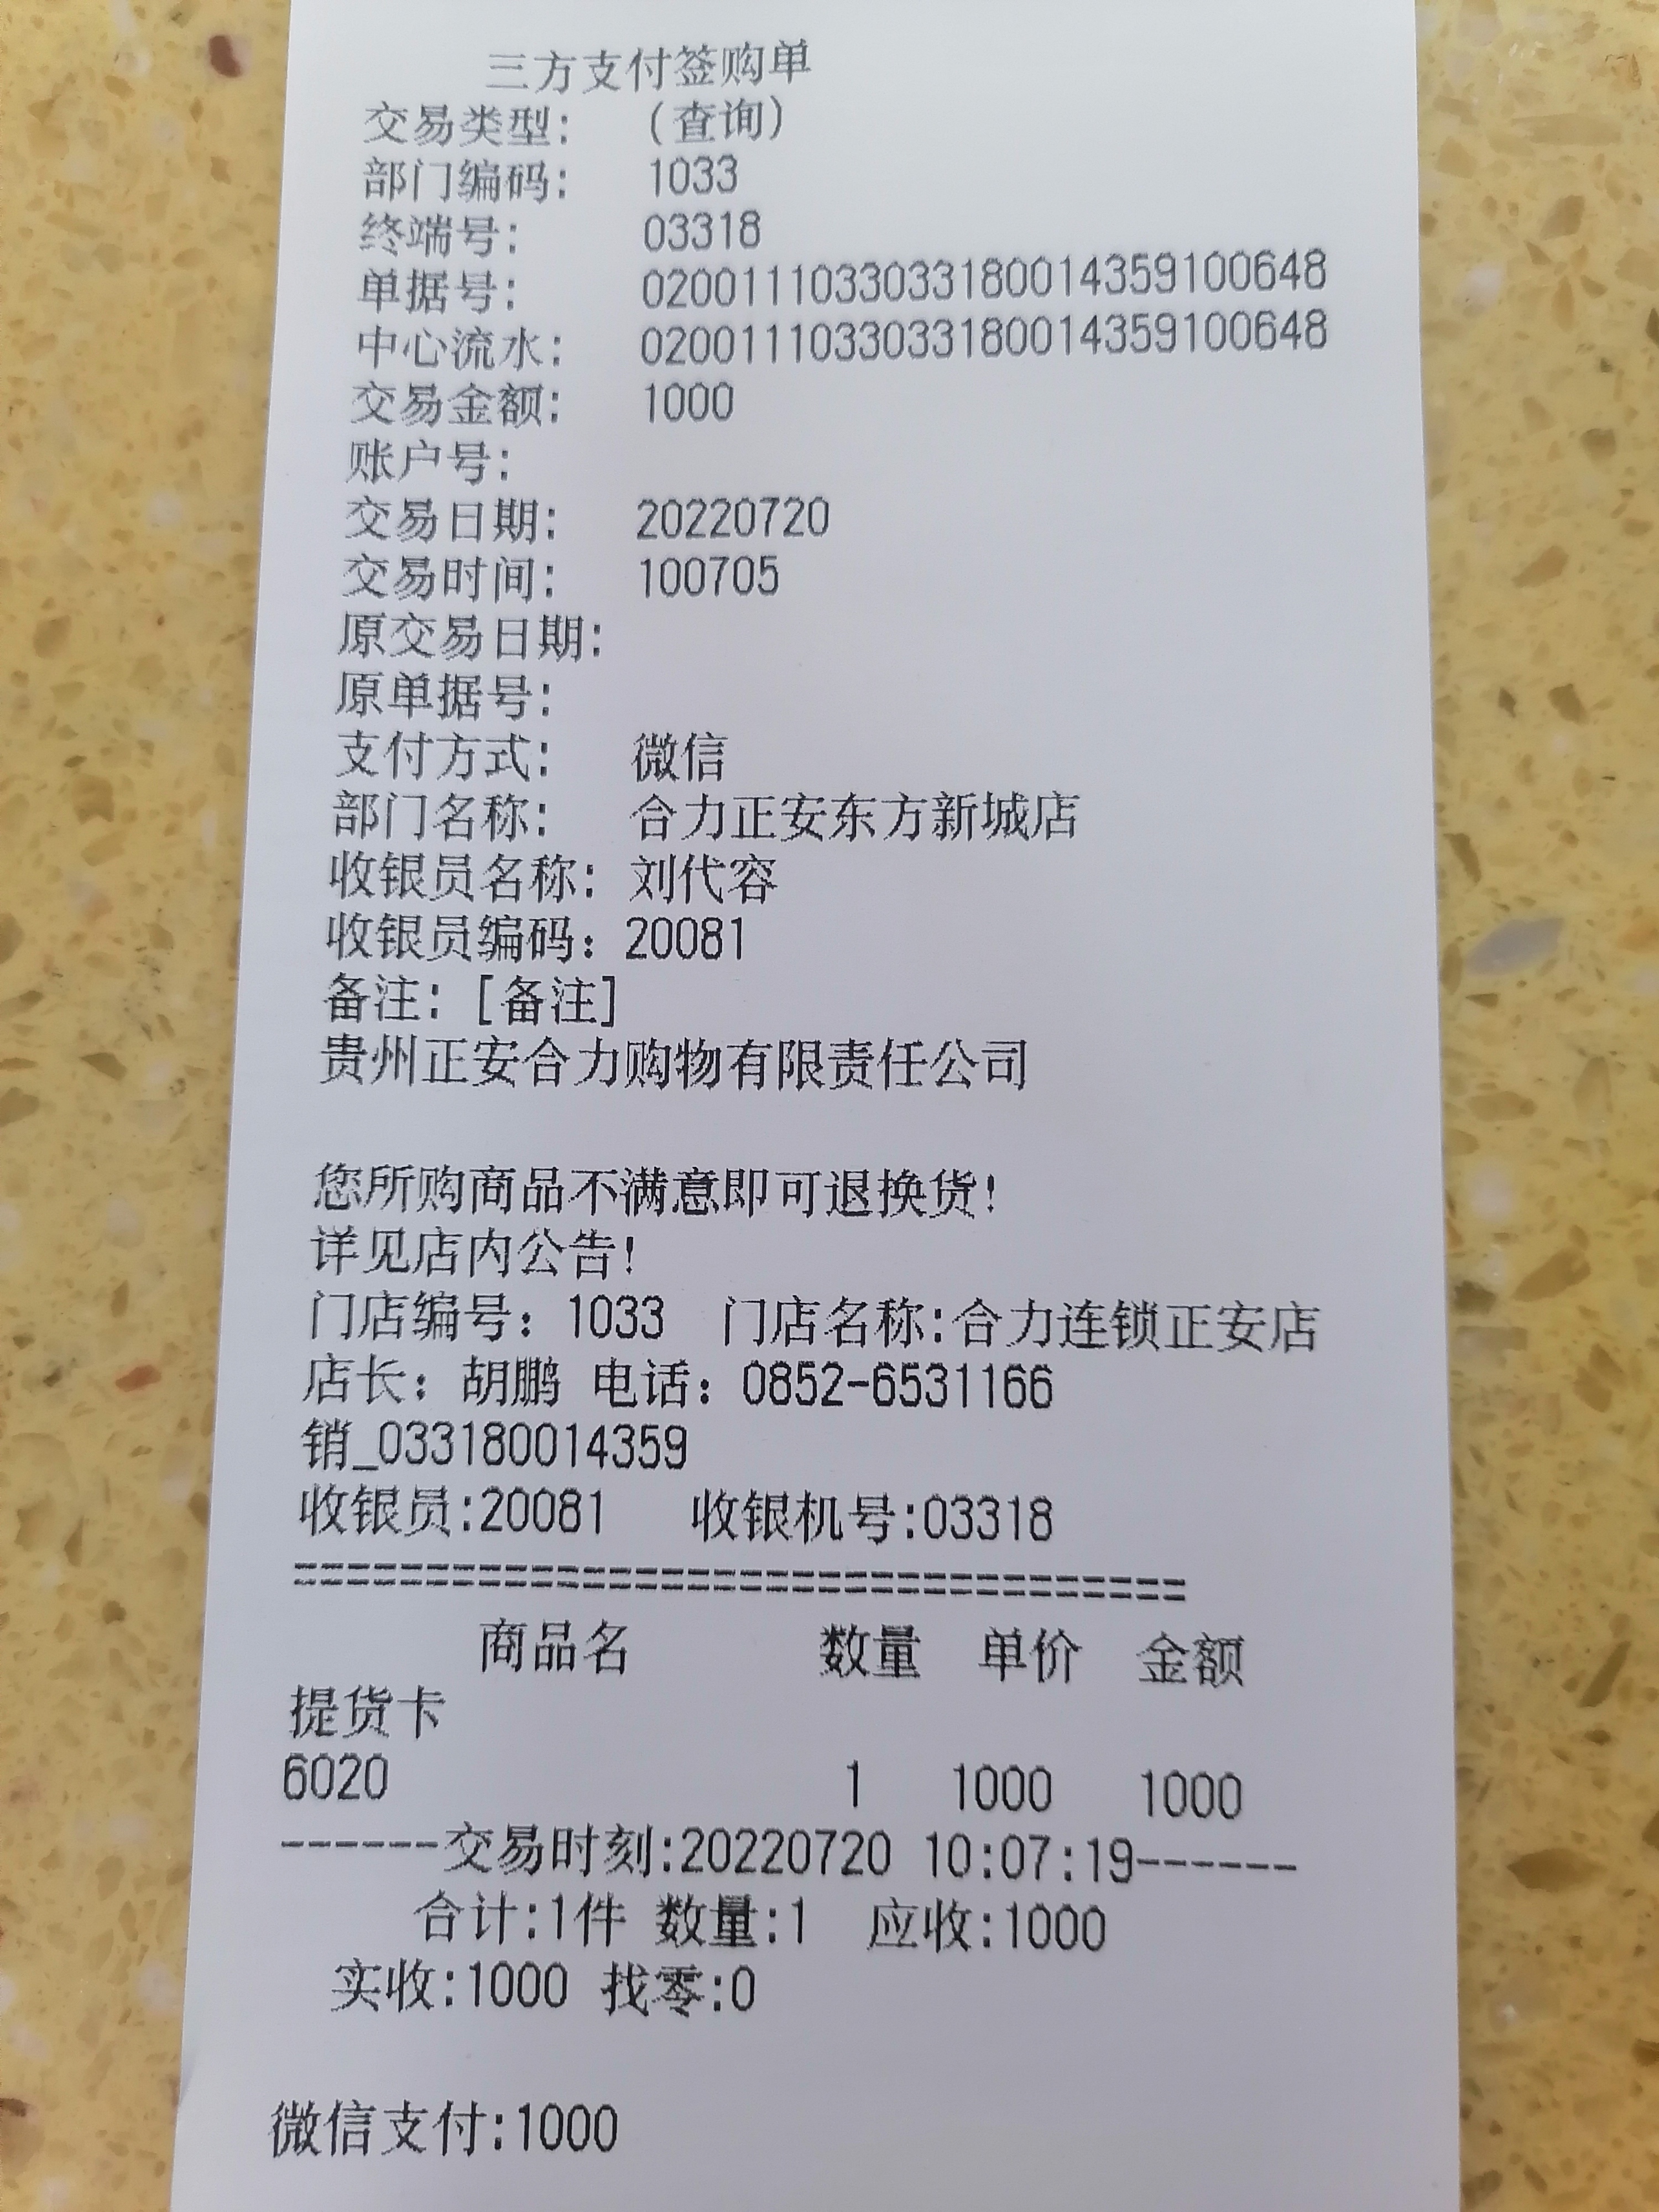 三方支付签购单
交易类型: (查询)
部门编码: 1033
终端号: 03318
单据号: 0200111033033180014359100648
中心流水: 0200111033033180014359100648
交易金额: 1000
账户号:
交易日期: 20220720
交易时间: 100705
原交易日期:
原单据号:
支付方式: 微信
部门名称: 合力正安东方新城店
收银员名称: 刘代容
收银员编码: 20081
备注: [备注]
贵州正安合力购物有限责任公司
您所购商品不满意即可退换货!
详见店内公告!
门店编号: 1033 门店名称:合力连锁正安店
店长: 胡鹏 电话: 0852-6531166
销_033180014359
收银员:20081 收银机号:03318
==================================
商品名 数量 单价 金额
提货卡
6020 1 1000 1000
------交易时刻:20220720 10:07:19------
合计:1件 数量:1 应收:1000
实收:1000 找零:0
微信支付:1000